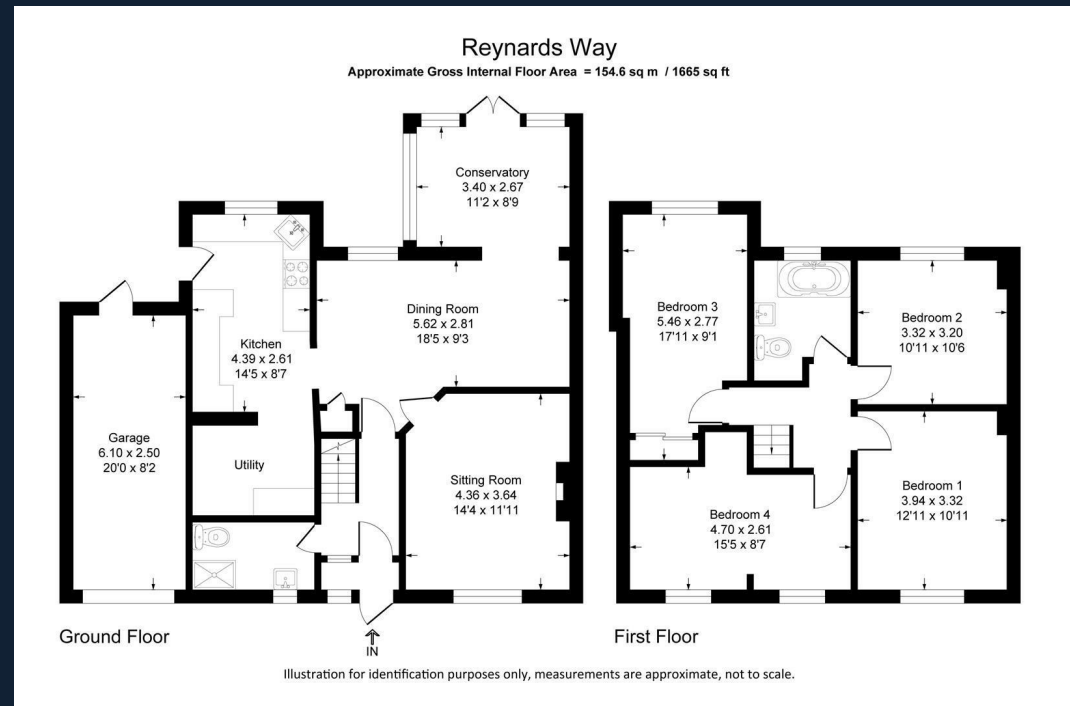 Reynards Way
Approximate Gross Internal Floor Area = 154.6 sq m / 1665 sq ft
Conservatory
3.40 x 2.67
11'2 x 8'9
Dining Room
5.62 x 2.81
18'5 x 9'3
Kitchen
4.39 x 2.61
14'5 x 8'7
Garage
6.10 x 2.50
20'0 x 8'2
Utility
Sitting Room
4.36 x 3.64
14'4 x 11'11
IN
Ground Floor
Bedroom 3
5.46 x 2.77
17'11 x 9'1
Bedroom 2
3.32 x 3.20
10'11 x 10'6
Bedroom 4
4.70 x 2.61
15'5 x 8'7
Bedroom 1
3.94 x 3.32
12'11 x 10'11
First Floor
Illustration for identification purposes only, measurements are approximate, not to scale.